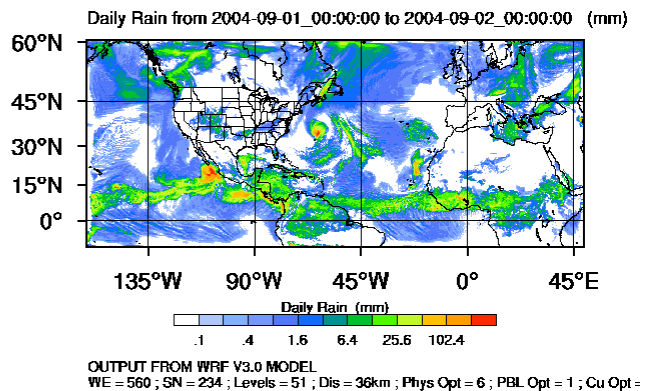 Daily Rain from 2004-09-01_00:00:00 to 2004-09-02_00:00:00 (mm)
60°N
45°N
30°N
15°N
0°
135°W 90°W 45°W 0° 45°E
Daily Rain (mm)
.1 .4 1.6 6.4 25.6 102.4
OUTPUT FROM WRF V3.0 MODEL
WE = 560 ; SN = 234 ; Levels = 51 ; Dis = 36km ; Phys Opt = 6 ; PBL Opt = 1 ; Cu Opt =